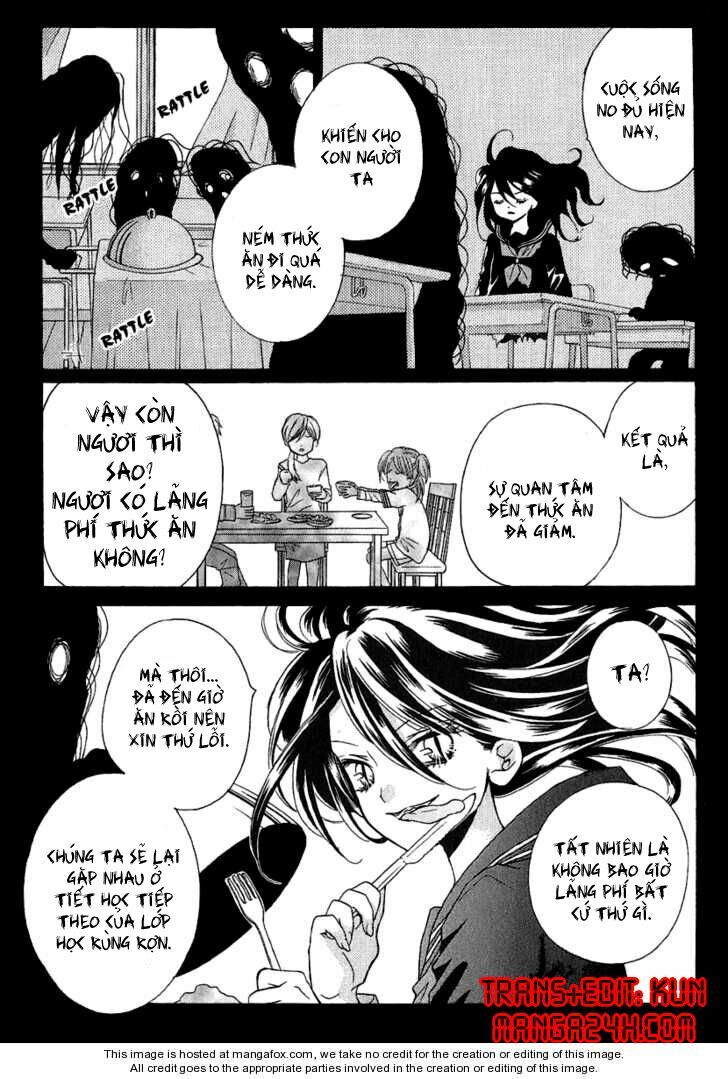 CUỘC SỐNG
NO ĐỦ HIỆN
NAY,
KHIẾN CHO
CON NGƯỜI
TA
NÉM THỨC
ĂN ĐI QUÁ
DỄ DÀNG.
RATTLE
RATTLE
RATTLE
KẾT QUẢ
LÀ,
SỰ QUAN TÂM
ĐẾN THỨC ĂN
ĐÃ GIẢM.
VẬY CÒN
NGƯƠI THÌ
SAO?
NGƯƠI CÓ LÃNG
PHÍ THỨC ĂN
KHÔNG?
TA?
TẤT NHIÊN LÀ
KHÔNG BAO GIỜ
LÃNG PHÍ BẤT
CỨ THỨ GÌ.
MÀ THÔI...
ĐÃ ĐẾN GIỜ
ĂN RỒI NÊN
XIN THỨ LỖI.
CHÚNG TA SẼ LẠI
GẶP NHAU Ở
TIẾT HỌC TIẾP
THEO CỦA LỚP
HỌC KÙNG KỢN.
TRANS+EDIT: KUN
MANGA24H.COM
This image is hosted at mangafox.com, we take no credit for the creation or editing of this image.
All credit goes to the appropriate parties involved in the creation or editing of this image.